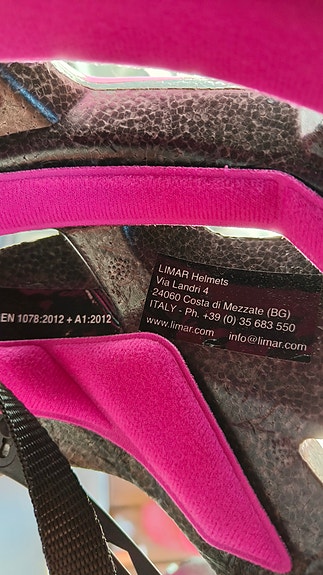 LIMAR Helmets
Via Landri 4
24060 Costa di Mezzate (BG)
ITALY - Ph. +39 (0) 35 683 550
www.limar.com info@limar.com
EN 1078:2012 + A1:2012